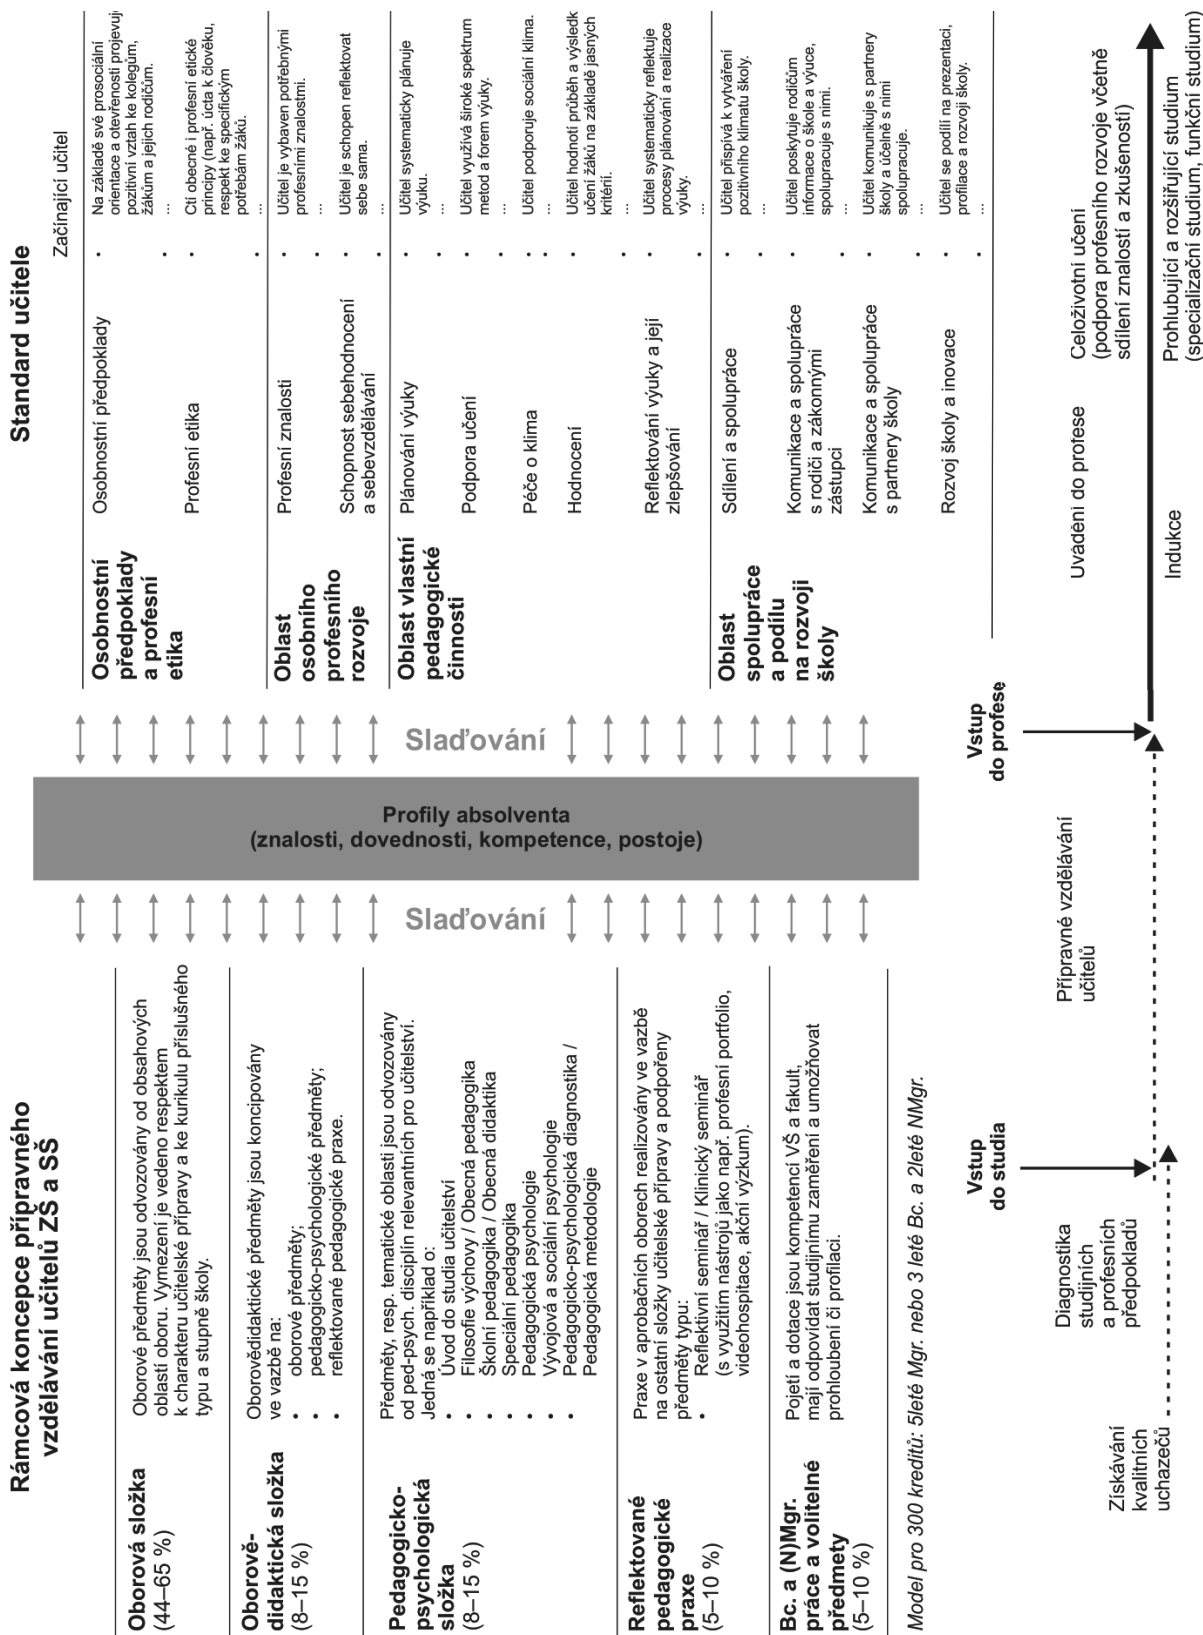 Rámcová koncepce přípravného
vzdělávání učitelů ZŠ a SŠ
Oborová složka
(44–65 %)
Oborové předměty jsou odvozovány od obsahových
oblastí oboru. Vymezení je vedeno respektem
k charakteru učitelské přípravy a ke kurikulu příslušného
typu a stupně školy.
Oborově-
didaktická složka
(8–15 %)
Oborovědidaktické předměty jsou koncipovány
ve vazbě na:
• oborové předměty;
• pedagogicko-psychologické předměty;
• reflektované pedagogické praxe.
Pedagogicko-
psychologická
složka
(8–15 %)
Předměty, resp. tematické oblasti jsou odvozovány
od ped-psych. disciplín relevantních pro učitelství.
Jedná se například o:
• Úvod do studia učitelství
• Filosofie výchovy / Obecná pedagogika
• Školní pedagogika / Obecná didaktika
• Speciální pedagogika
• Pedagogická psychologie
• Vývojová a sociální psychologie
• Pedagogicko-psychologická diagnostika /
Pedagogická metodologie
Reflektované
pedagogické
praxe
(5–10 %)
Praxe v aprobačních oborech realizovány ve vazbě
na ostatní složky učitelské přípravy a podpořeny
předměty typu:
• Reflektivní seminář / Klinický seminář
(s využitím nástrojů jako např. profesní portfolio,
videohospitace, akční výzkum).
Bc. a (N)Mgr.
práce a volitelné
předměty
(5–10 %)
Pojetí a dotace jsou kompetencí VŠ a fakult,
mají odpovídat studijnímu zaměření a umožňovat
prohloubení či profilaci.
Model pro 300 kreditů: 5leté Mgr. nebo 3 leté Bc. a 2leté NMgr.
Slaďování
Profily absolventa
(znalosti, dovednosti, kompetence, postoje)
Slaďování
Standard učitele
Začínající učitel
Osobnostní
předpoklady
a profesní
etika
Osobnostní předpoklady
• Na základě své prosociální
orientace a otevřenosti projevuj
pozitivní vztah ke kolegům,
žákům a jejich rodičům.
• ...
Profesní etika
• Ctí obecné i profesní etické
principy (např. úcta k člověku,
respekt ke specifickým
potřebám žáků.
• ...
Oblast
osobního
profesního
rozvoje
Profesní znalosti
• Učitel je vybaven potřebnými
profesními znalostmi.
• ...
Schopnost sebehodnocení
a sebevzdělávání
• Učitel je schopen reflektovat
sebe sama.
• ...
Oblast vlastní
pedagogické
činnosti
Plánování výuky
• Učitel systematicky plánuje
výuku.
• ...
Podpora učení
• Učitel využívá široké spektrum
metod a forem výuky.
• ...
Péče o klima
• Učitel podporuje sociální klima.
• ...
Hodnocení
• Učitel hodnotí průběh a výsledk
učení žáků na základě jasných
kritérií.
• ...
Reflektování výuky a její
zlepšování
• Učitel systematicky reflektuje
procesy plánování a realizace
výuky.
• ...
Oblast
spolupráce
a podílu
na rozvoji
školy
Sdílení a spolupráce
• Učitel přispívá k vytváření
pozitivního klimatu školy.
• ...
Komunikace a spolupráce
s rodiči a zákonnými
zástupci
• Učitel poskytuje rodičům
informace o škole a výuce,
spolupracuje s nimi.
• ...
Komunikace a spolupráce
s partnery školy
• Učitel komunikuje s partnery
školy a účelně s nimi
spolupracuje.
• ...
Rozvoj školy a inovace
• Učitel se podílí na prezentaci,
profilace a rozvoji školy.
• ...
Získávání
kvalitních
uchazečů
Diagnostika
studijních
a profesních
předpokladů
Vstup
do studia
Přípravné vzdělávání
učitelů
Vstup
do profese
Uvádění do profese
Indukce
Celoživotní učení
(podpora profesního rozvoje včetně
sdílení znalostí a zkušeností)
Prohlubující a rozšiřující studium
(specializační studium, funkční studium)